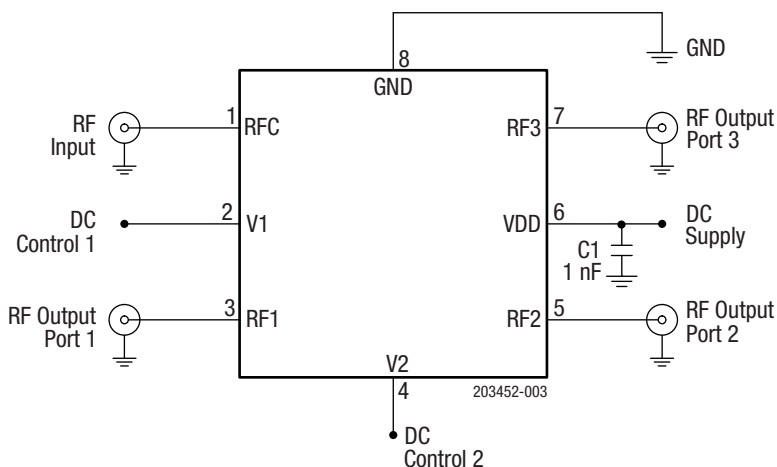 8
GND
GND
RF
Input
1
RFC
RF3
7
RF Output
Port 3
DC
Control 1
2
V1
VDD
6
DC
Supply
C1
1 nF
RF Output
Port 1
3
RF1
RF2
5
RF Output
Port 2
V2
4
203452-003
DC
Control 2